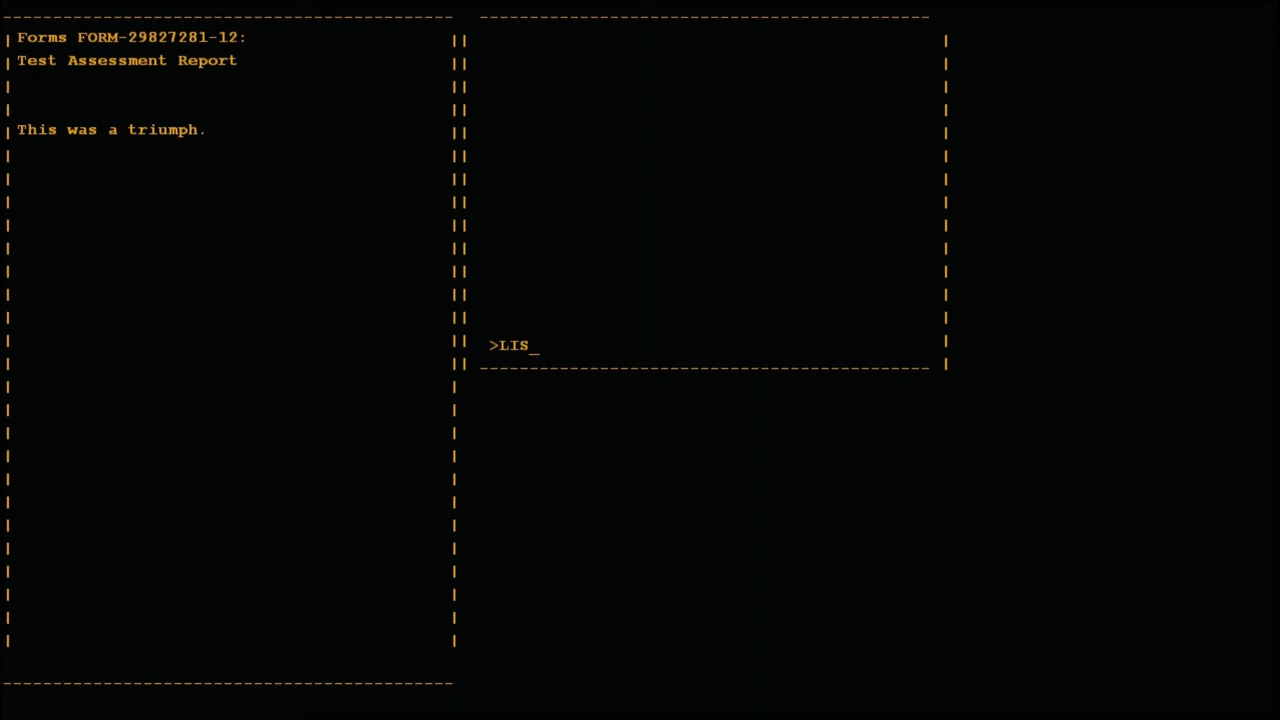 Forms FORM-29827281-12:
Test Assessment Report
This was a triumph.
>LIS_